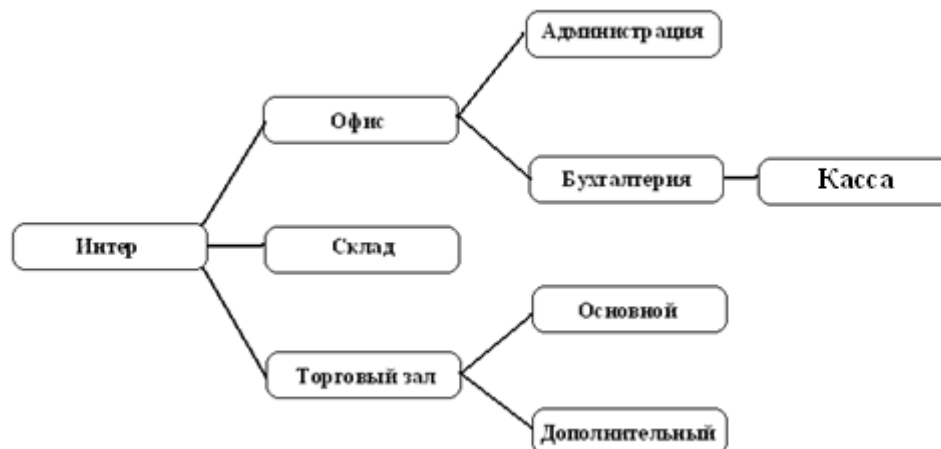 Администрация
Офис
Бухгалтерия
Касса
Интер
Склад
Основной
Торговый зал
Дополнительный